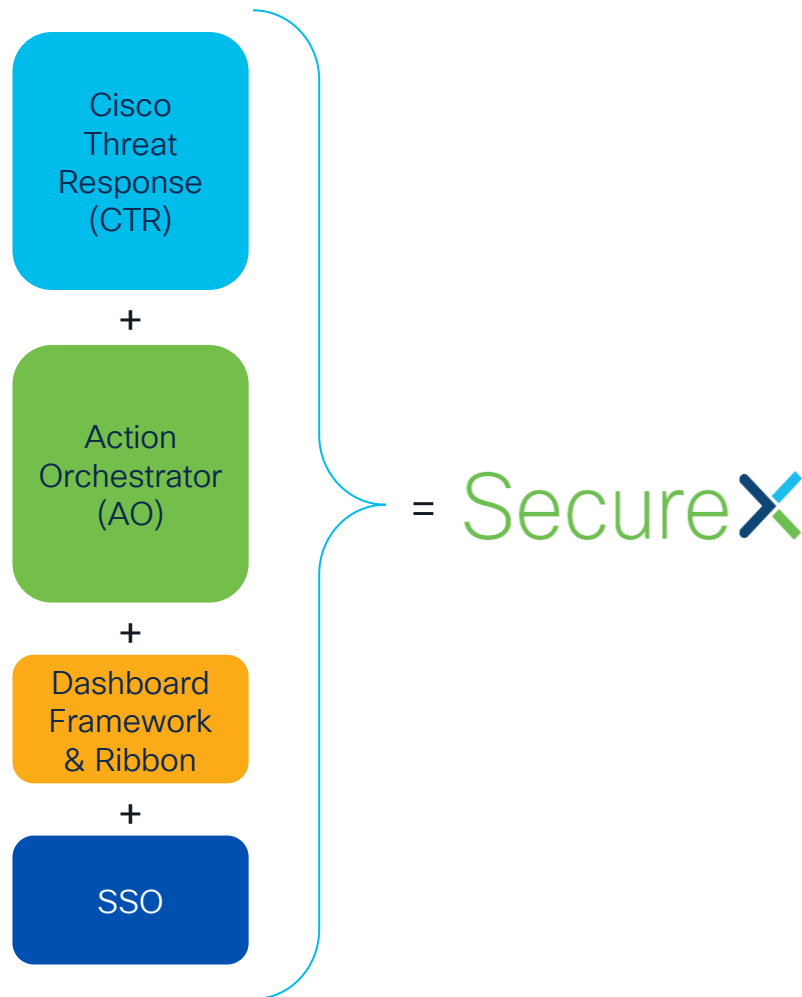 Cisco
Threat
Response
(CTR)
+
Action
Orchestrator
(AO)
+
Dashboard
Framework
& Ribbon
+
SSO
= SecureX